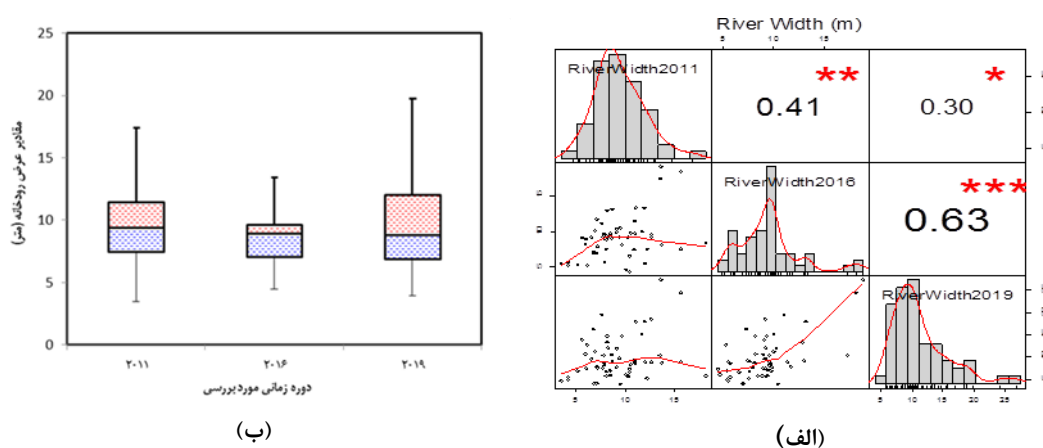 25
20
15
10
5
0
مقادیر عرض رودخانه (متر)
۲۰۱۱ ۲۰۱۶ ۲۰۱۹
دوره زمانی موردبررسی
(ب)
River Width (m)
5 10 15
RiverWidth2011
**
0.41
*
0.30
RiverWidth2016
***
0.63
RiverWidth2019
5 10 15
5 10 15 20 25
(الف)